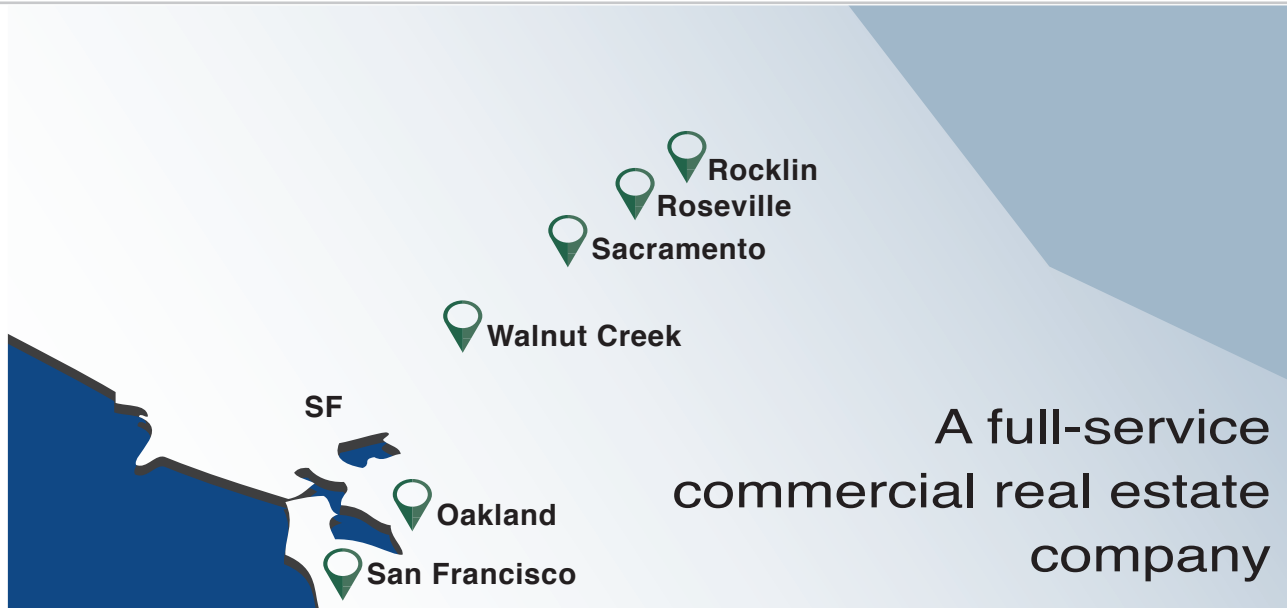 Rocklin
Roseville
Sacramento
Walnut Creek
SF
Oakland
San Francisco
A full-service
commercial real estate
company